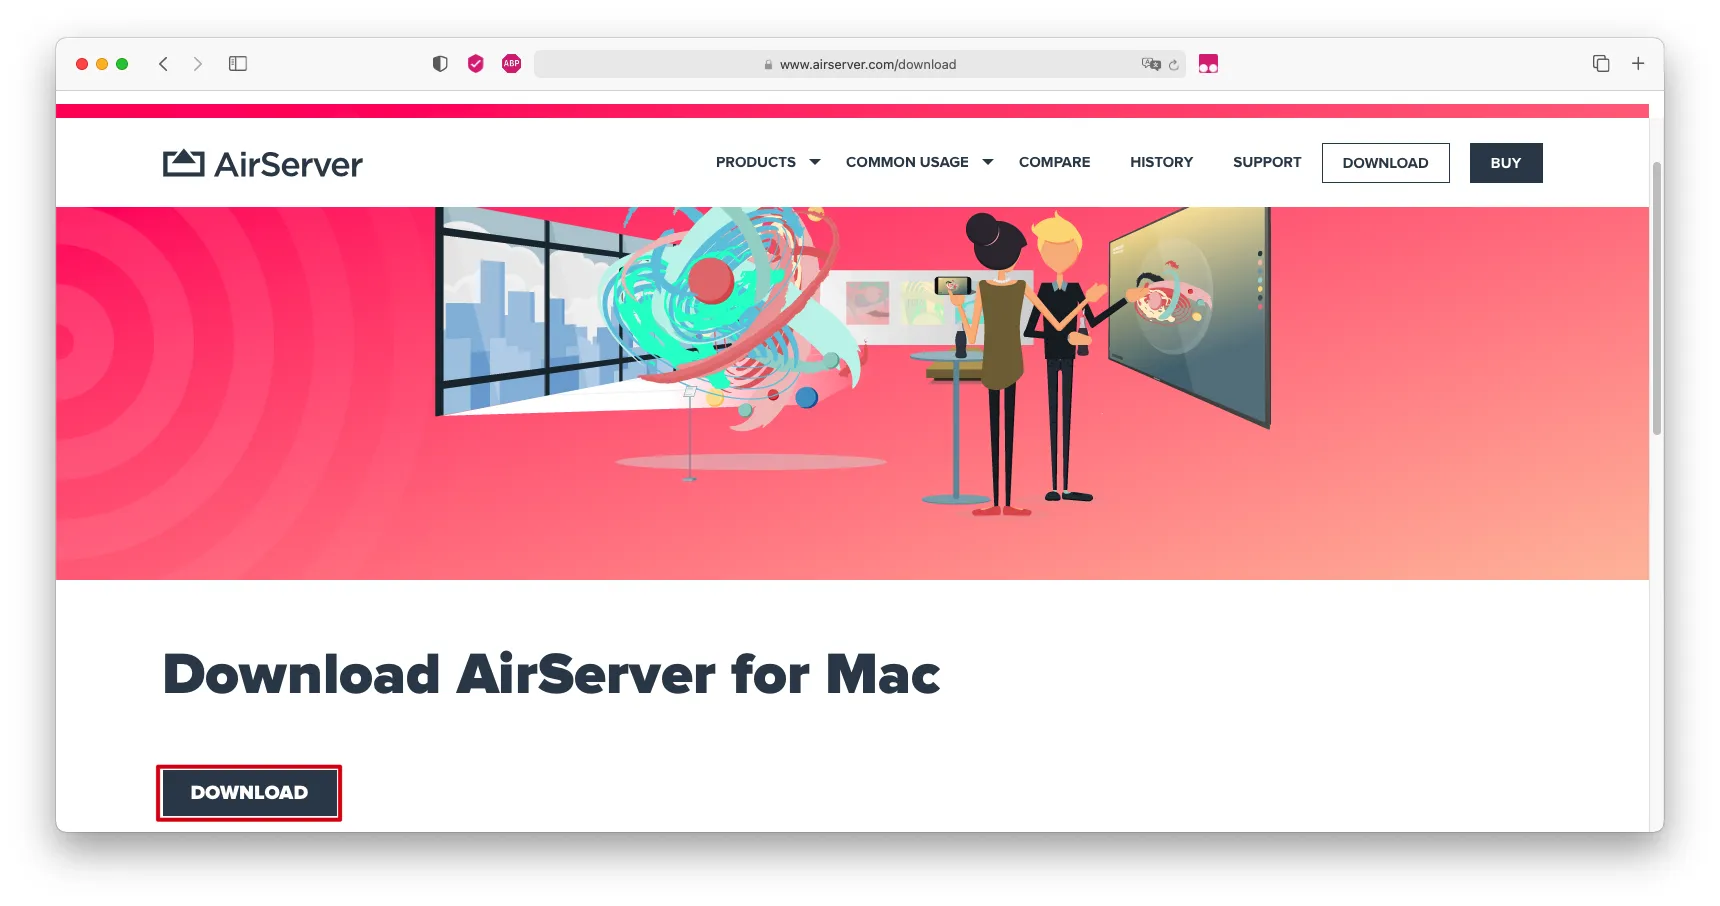 ABP
www.airserver.com/download
AirServer
PRODUCTS
COMMON USAGE
COMPARE
HISTORY
SUPPORT
DOWNLOAD
BUY
Download AirServer for Mac
DOWNLOAD